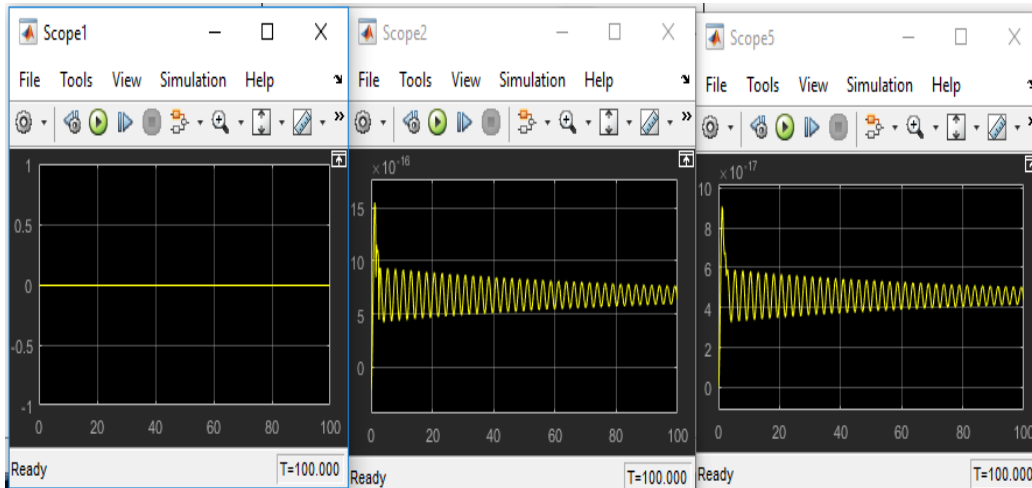 Scope1
File Tools View Simulation Help
»
1
0.5
0
-0.5
-1
0 20 40 60 80 100
Ready T=100.000
Scope2
File Tools View Simulation Help
»
×10-16
15
10
5
0
0 20 40 60 80 100
Ready T=100.000
Scope5
File Tools View Simulation Help
»
×10-17
10
8
6
4
2
0
0 20 40 60 80 100
Ready T=100.000